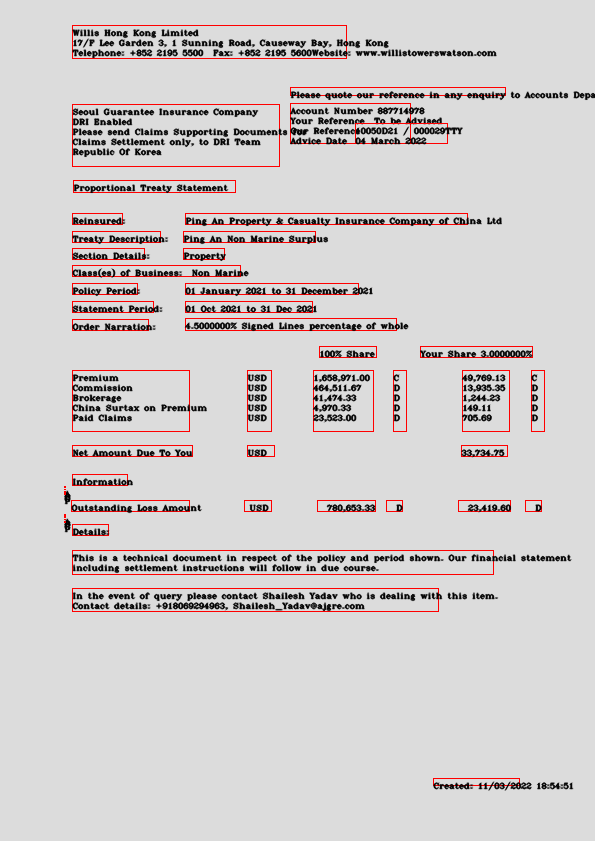 Willis Hong Kong Limited
17/F Lee Garden 3, 1 Sunning Road, Causeway Bay, Hong Kong
Telephone: +852 2195 5500 Fax: +852 2195 5600Website: www.willistowerswatson.com
Please quote our reference in any enquiry to Accounts Depa
Seoul Guarantee Insurance Company
DRI Enabled
Please send Claims Supporting Documents for
Claims Settlement only, to DRI Team
Republic Of Korea
Account Number 887714978
Your Reference To be Advised
Our Reference 10050D21 / 000029TTY
Advice Date 04 March 2022
Proportional Treaty Statement
Reinsured: Ping An Property & Casualty Insurance Company of China Ltd
Treaty Description: Ping An Non Marine Surplus
Section Details: Property
Class(es) of Business: Non Marine
Policy Period: 01 January 2021 to 31 December 2021
Statement Period: 01 Oct 2021 to 31 Dec 2021
Order Narration: 4.5000000% Signed Lines percentage of whole
100% Share Your Share 3.0000000%
Premium USD 1,658,971.00 C 49,769.13 C
Commission USD 464,511.67 D 13,935.35 D
Brokerage USD 41,474.33 D 1,244.23 D
China Surtax on Premium USD 4,970.33 D 149.11 D
Paid Claims USD 23,523.00 D 705.69 D
Net Amount Due To You USD 33,734.75
Information
Outstanding Loss Amount USD 780,653.33 D 23,419.60 D
Details:
This is a technical document in respect of the policy and period shown. Our financial statement
including settlement instructions will follow in due course.
In the event of query please contact Shailesh Yadav who is dealing with this item.
Contact details: +918069294963, Shailesh_Yadav@ajgre.com
Created: 11/03/2022 18:54:51